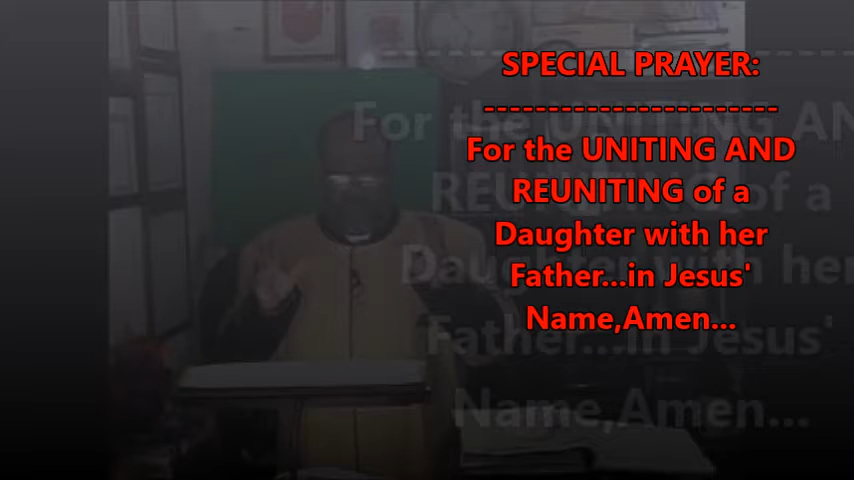 SPECIAL PRAYER:
-----------------------
For the UNITING AND
REUNITING of a
Daughter with her
Father...in Jesus'
Name,Amen...